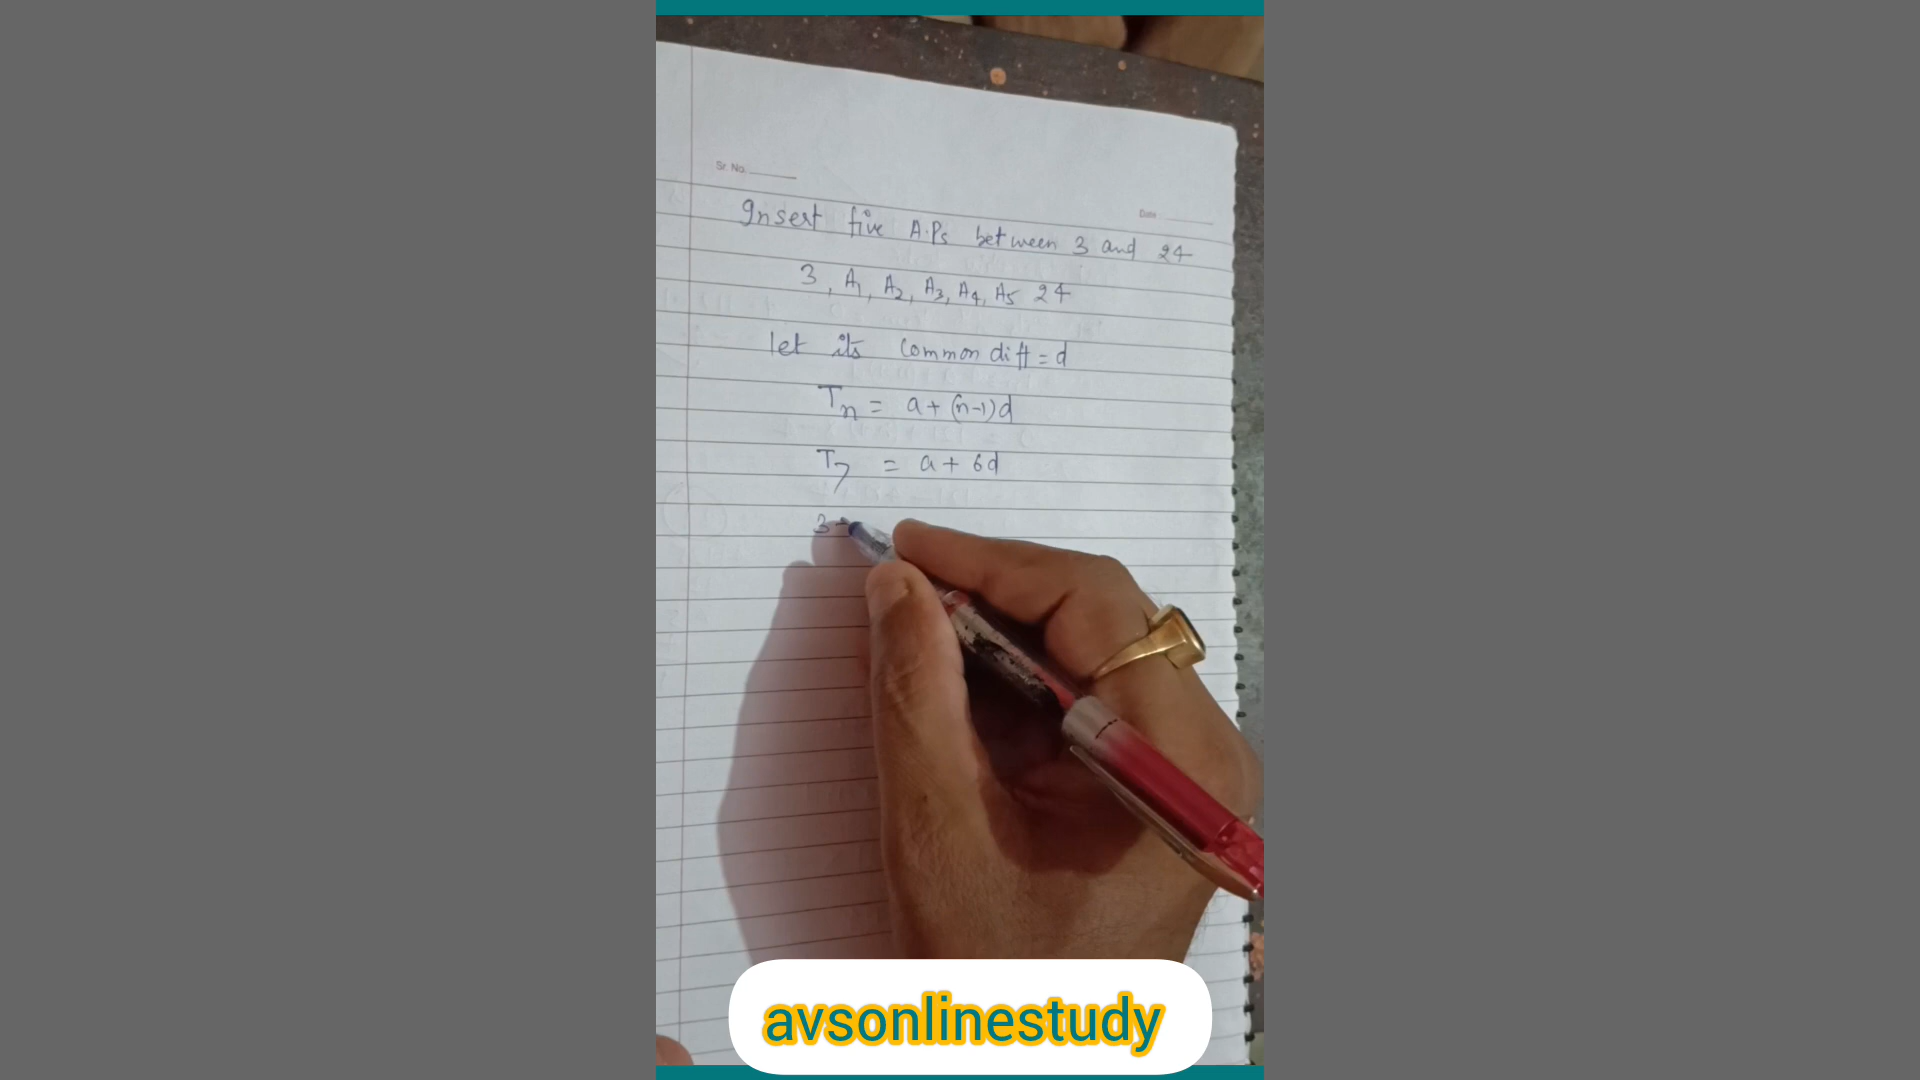 Sr. No.
Date
Insert five A.Ps between 3 and 24
3, A1, A2, A3, A4, A5 24
let its common diff = d
Tn = a + (n-1)d
T7 = a + 6d
3
avsonlinestudy